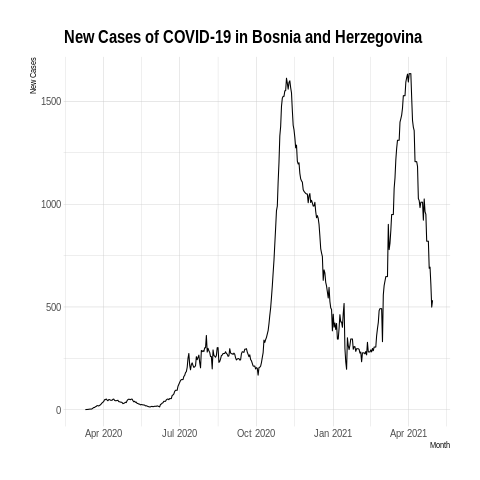 New Cases of COVID-19 in Bosnia and Herzegovina
New Cases
1500
1000
500
0
Apr 2020 Jul 2020 Oct 2020 Jan 2021 Apr 2021
Month